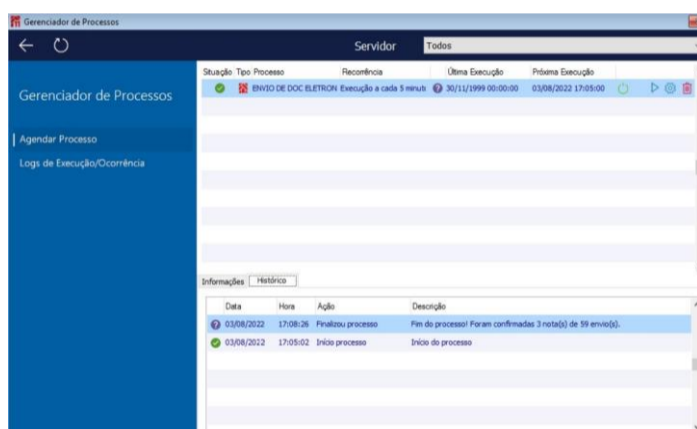 Gerenciador de Processos
Servidor Todos
Gerenciador de Processos
Agendar Processo
Logs de Execução/Ocorrência
Situação Tipo Processo Recorrência Última Execução Próxima Execução
ENVIO DE DOC ELETRON Execução a cada 5 minut 30/11/1999 00:00:00 03/08/2022 17:05:00
Informações Histórico
Data Hora Ação Descrição
03/08/2022 17:08:26 Finalizou processo Fim do processo! Foram confirmadas 3 nota(s) de 59 envio(s).
03/08/2022 17:05:02 Início processo Início do processo